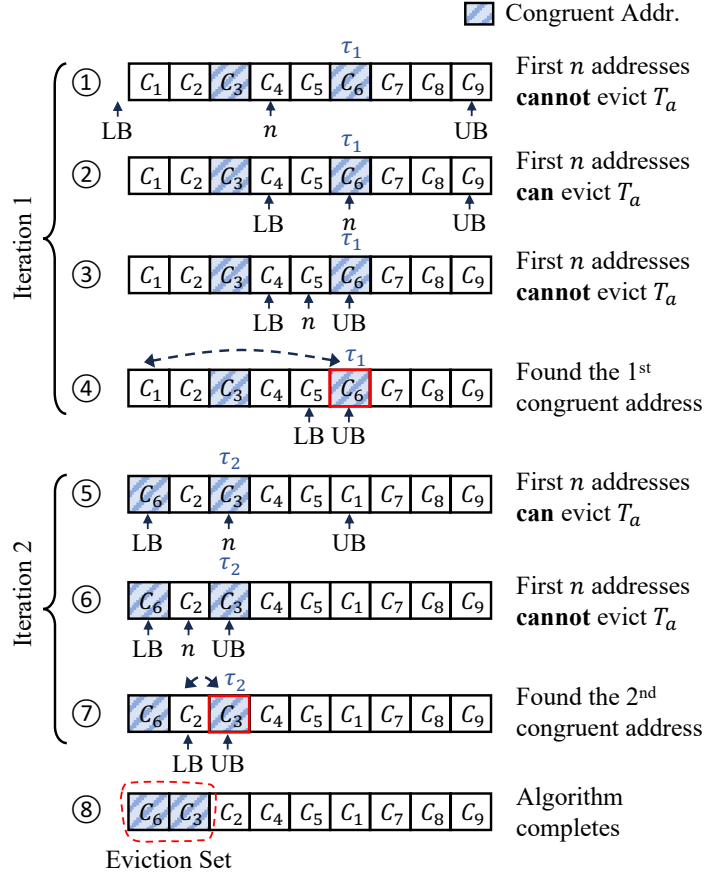 Congruent Addr.
Iteration 1
τ₁
① C₁ C₂ C₃ C₄ C₅ C₆ C₇ C₈ C₉ First n addresses
cannot evict Tₐ
LB n UB
τ₁
② C₁ C₂ C₃ C₄ C₅ C₆ C₇ C₈ C₉ First n addresses
can evict Tₐ
LB n UB
τ₁
③ C₁ C₂ C₃ C₄ C₅ C₆ C₇ C₈ C₉ First n addresses
cannot evict Tₐ
LB n UB
τ₁
④ C₁ C₂ C₃ C₄ C₅ C₆ C₇ C₈ C₉ Found the 1ˢᵗ
congruent address
LB UB
Iteration 2
τ₂
⑤ C₆ C₂ C₃ C₄ C₅ C₁ C₇ C₈ C₉ First n addresses
can evict Tₐ
LB n UB
τ₂
⑥ C₆ C₂ C₃ C₄ C₅ C₁ C₇ C₈ C₉ First n addresses
cannot evict Tₐ
LB n UB
τ₂
⑦ C₆ C₂ C₃ C₄ C₅ C₁ C₇ C₈ C₉ Found the 2ⁿᵈ
congruent address
LB UB
⑧ C₆ C₃ C₂ C₄ C₅ C₁ C₇ C₈ C₉ Algorithm
completes
Eviction Set